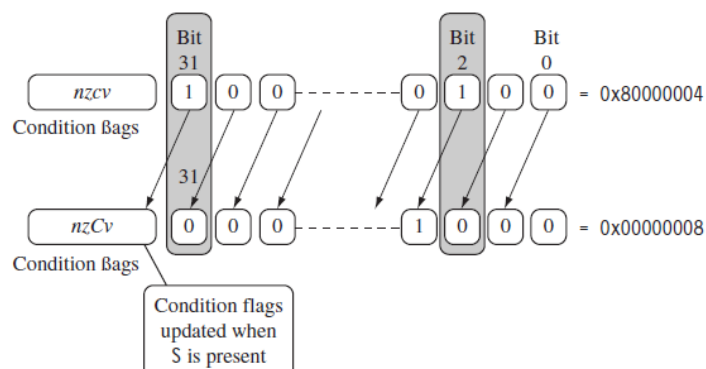 Bit Bit Bit
31 2 0
nzcv 1 0 0 0 1 0 0 = 0x80000004
Condition ßags
31
nzCv 0 0 0 1 0 0 0 = 0x00000008
Condition ßags
Condition flags
updated when
S is present